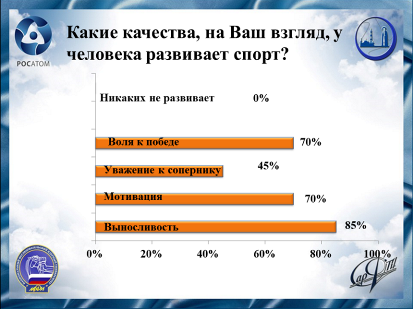 Какие качества, на Ваш взгляд, у
человека развивает спорт?
РОСАТОМ
Никаких не развивает 0%
Воля к победе 70%
Уважение к сопернику 45%
Мотивация 70%
Выносливость 85%
0% 20% 40% 60% 80% 100%